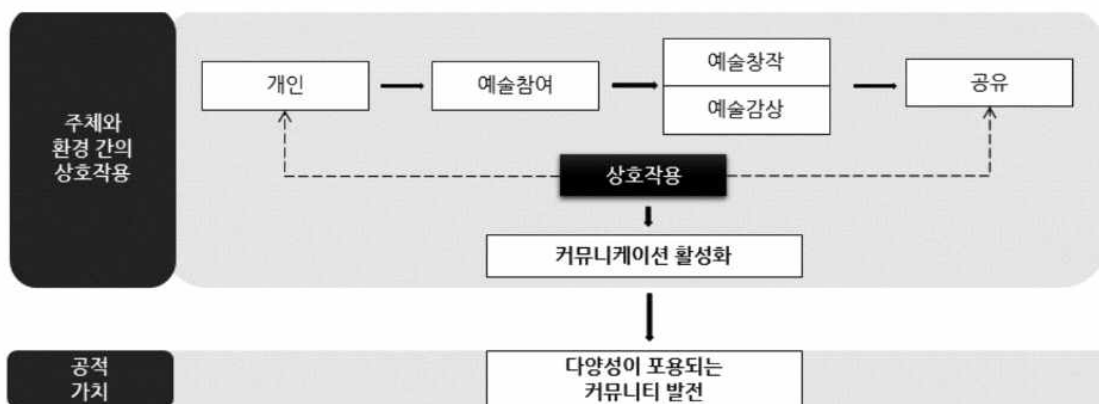 주체와
환경 간의
상호작용
개인
예술참여
예술창작
예술감상
공유
상호작용
커뮤니케이션 활성화
공적
가치
다양성이 포용되는
커뮤니티 발전